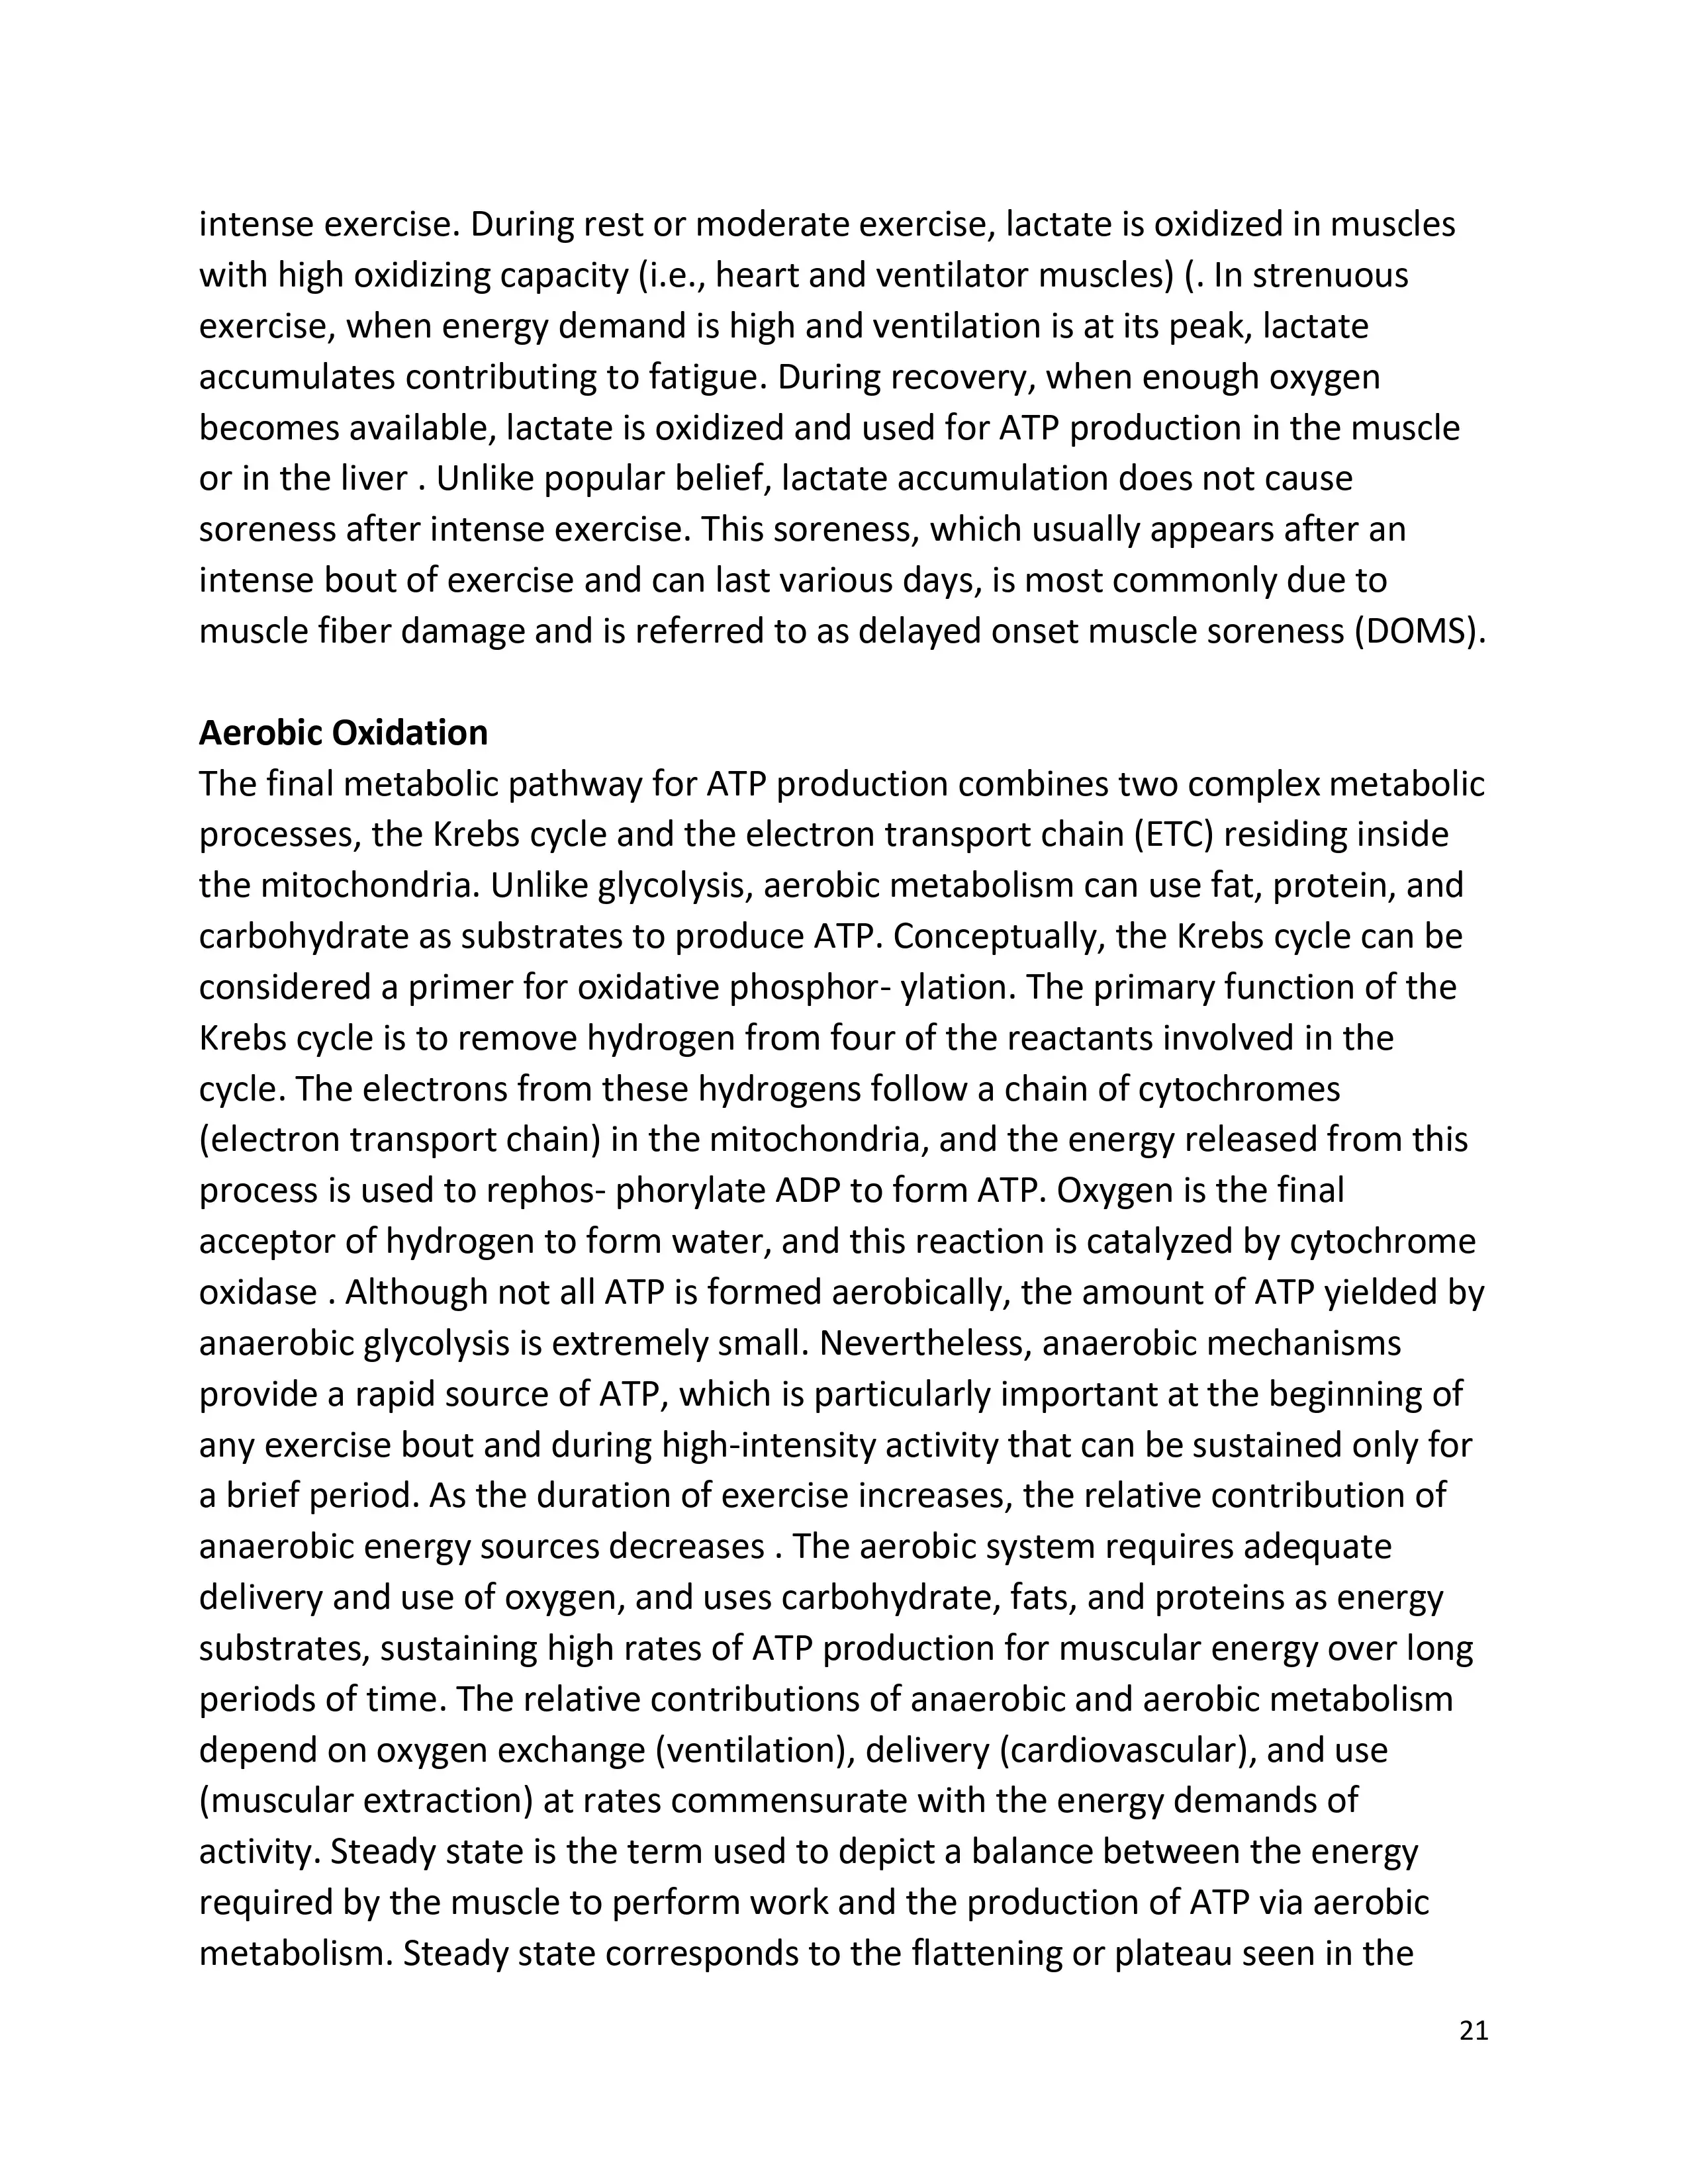 intense exercise. During rest or moderate exercise, lactate is oxidized in muscles
with high oxidizing capacity (i.e., heart and ventilator muscles) (. In strenuous
exercise, when energy demand is high and ventilation is at its peak, lactate
accumulates contributing to fatigue. During recovery, when enough oxygen
becomes available, lactate is oxidized and used for ATP production in the muscle
or in the liver . Unlike popular belief, lactate accumulation does not cause
soreness after intense exercise. This soreness, which usually appears after an
intense bout of exercise and can last various days, is most commonly due to
muscle fiber damage and is referred to as delayed onset muscle soreness (DOMS).
Aerobic Oxidation
The final metabolic pathway for ATP production combines two complex metabolic
processes, the Krebs cycle and the electron transport chain (ETC) residing inside
the mitochondria. Unlike glycolysis, aerobic metabolism can use fat, protein, and
carbohydrate as substrates to produce ATP. Conceptually, the Krebs cycle can be
considered a primer for oxidative phosphor- ylation. The primary function of the
Krebs cycle is to remove hydrogen from four of the reactants involved in the
cycle. The electrons from these hydrogens follow a chain of cytochromes
(electron transport chain) in the mitochondria, and the energy released from this
process is used to rephos- phorylate ADP to form ATP. Oxygen is the final
acceptor of hydrogen to form water, and this reaction is catalyzed by cytochrome
oxidase . Although not all ATP is formed aerobically, the amount of ATP yielded by
anaerobic glycolysis is extremely small. Nevertheless, anaerobic mechanisms
provide a rapid source of ATP, which is particularly important at the beginning of
any exercise bout and during high-intensity activity that can be sustained only for
a brief period. As the duration of exercise increases, the relative contribution of
anaerobic energy sources decreases . The aerobic system requires adequate
delivery and use of oxygen, and uses carbohydrate, fats, and proteins as energy
substrates, sustaining high rates of ATP production for muscular energy over long
periods of time. The relative contributions of anaerobic and aerobic metabolism
depend on oxygen exchange (ventilation), delivery (cardiovascular), and use
(muscular extraction) at rates commensurate with the energy demands of
activity. Steady state is the term used to depict a balance between the energy
required by the muscle to perform work and the production of ATP via aerobic
metabolism. Steady state corresponds to the flattening or plateau seen in the
21